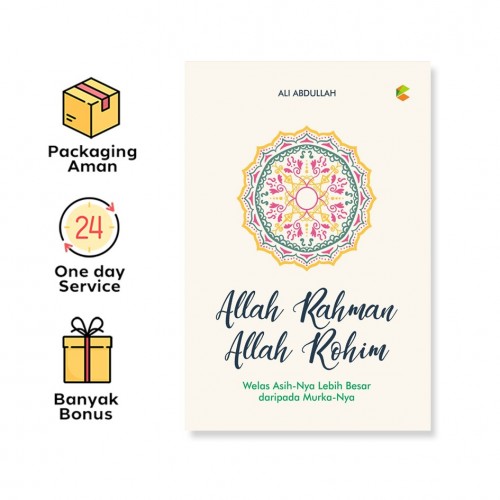 Packaging
Aman
24
One day
Service
Banyak
Bonus
ALI ABDULLAH
Allah Rahman
Allah Rohim
Welas Asih-Nya Lebih Besar
daripada Murka-Nya